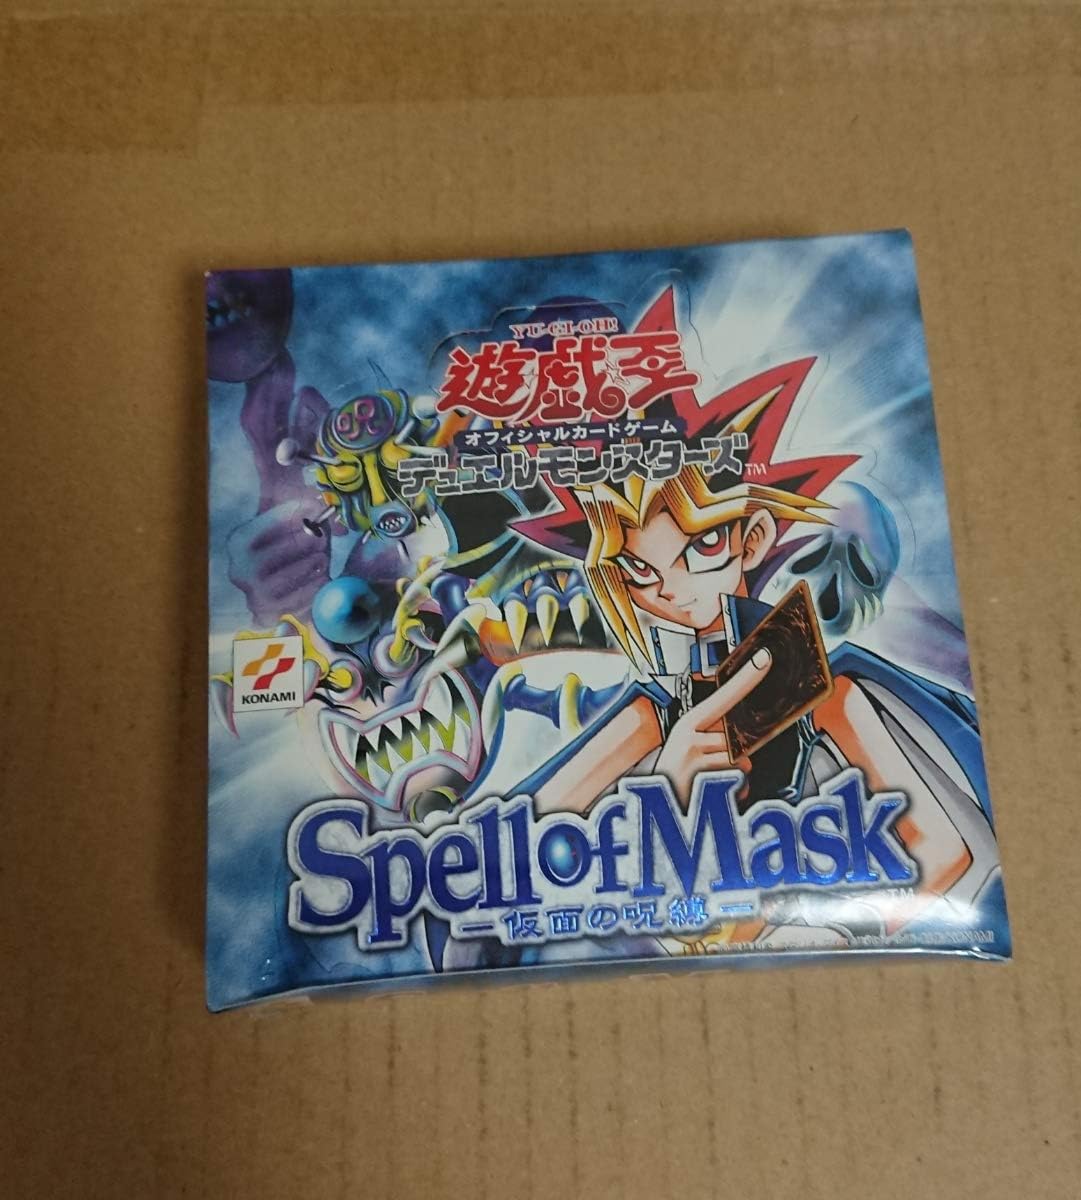 YU-GI-OH!
遊戯王
オフィシャルカードゲーム
デュエルモンスターズ™
KONAMI
Spell of Mask™
-仮面の呪縛-
KONAMI